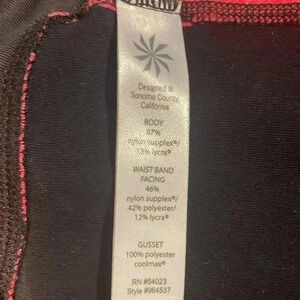 Designed in
Sonoma County,
California
BODY
87%
nylon supplex®/
13% lycra®
WAIST BAND
FACING
46%
nylon supplex®/
42% polyester/
12% lycra®
GUSSET
100% polyester
coolmax®
RN #54023
Style #964537